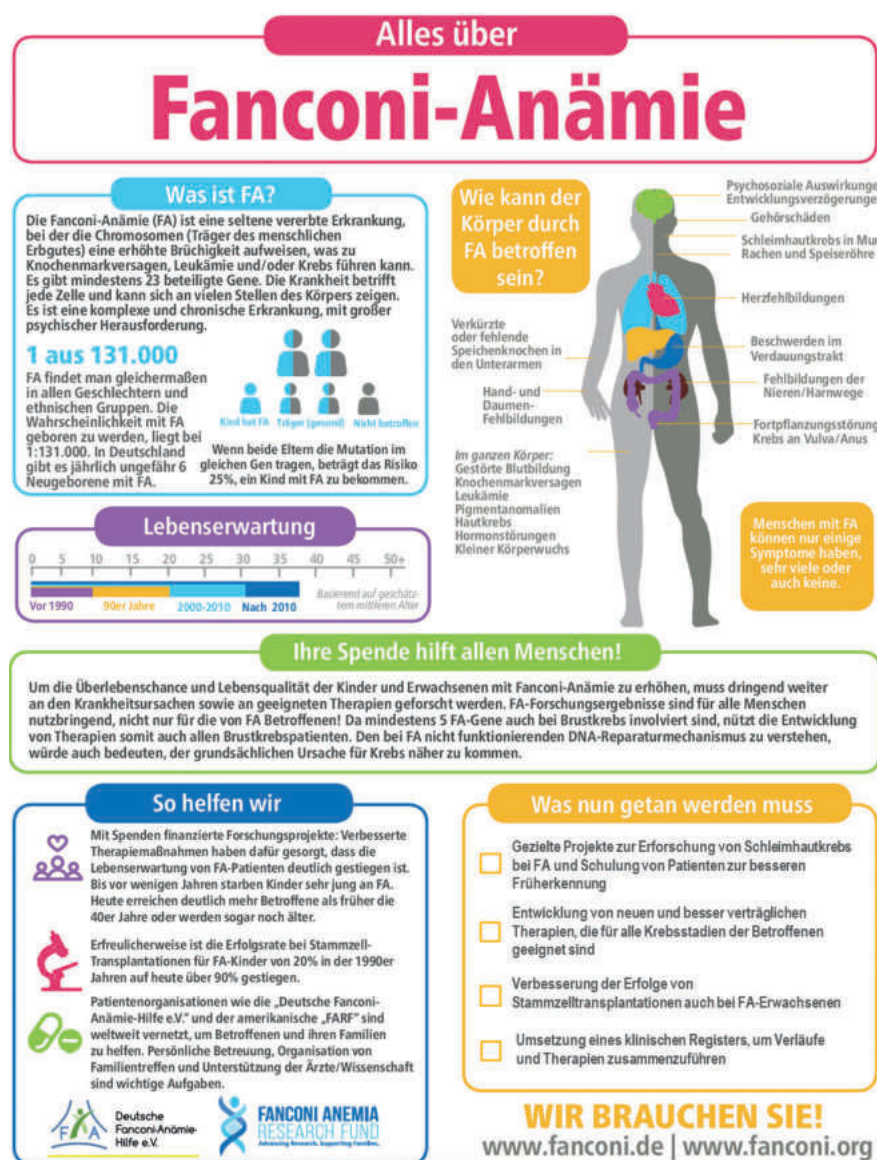 Alles über
Fanconi-Anämie
Was ist FA?
Die Fanconi-Anämie (FA) ist eine seltene vererbte Erkrankung,
bei der die Chromosomen (Träger des menschlichen
Erbgutes) eine erhöhte Brüchigkeit aufweisen, was zu
Knochenmarkversagen, Leukämie und/oder Krebs führen kann.
Es gibt mindestens 23 beteiligte Gene. Die Krankheit betrifft
jede Zelle und kann sich an vielen Stellen des Körpers zeigen.
Es ist eine komplexe und chronische Erkrankung, mit großer
psychischer Herausforderung.
1 aus 131.000
FA findet man gleichermaßen
in allen Geschlechtern und
ethnischen Gruppen. Die
Wahrscheinlichkeit mit FA
geboren zu werden, liegt bei
1:131.000. In Deutschland
gibt es jährlich ungefähr 6
Neugeborene mit FA.
Kind hat FA Träger (gesund) Nicht betroffen
Wenn beide Eltern die Mutation im
gleichen Gen tragen, beträgt das Risiko
25%, ein Kind mit FA zu bekommen.
Wie kann der
Körper durch
FA betroffen
sein?
Psychosoziale Auswirkunge
Entwicklungsverzögerunge
Gehörschäden
Schleimhautkrebs in Mun
Rachen und Speiseröhre
Herzfehlbildungen
Beschwerden im
Verdauungstrakt
Fehlbildungen der
Nieren/Harnwege
Fortpflanzungsstörung
Krebs an Vulva/Anus
Verkürzte
oder fehlende
Speichenknochen in
den Unterarmen
Hand- und
Daumen-
Fehlbildungen
Im ganzen Körper:
Gestörte Blutbildung
Knochenmarkversagen
Leukämie
Pigmentanomalien
Hautkrebs
Hormonstörungen
Kleiner Körperwuchs
Menschen mit FA
können nur einige
Symptome haben,
sehr viele oder
auch keine.
Lebenserwartung
0 5 10 15 20 25 30 35 40 45 50+
Vor 1990 90er Jahre 2000-2010 Nach 2010
Basierend auf geschätz-
tem mittleren Alter
Ihre Spende hilft allen Menschen!
Um die Überlebenschance und Lebensqualität der Kinder und Erwachsenen mit Fanconi-Anämie zu erhöhen, muss dringend weiter
an den Krankheitsursachen sowie an geeigneten Therapien geforscht werden. FA-Forschungsergebnisse sind für alle Menschen
nutzbringend, nicht nur für die von FA Betroffenen! Da mindestens 5 FA-Gene auch bei Brustkrebs involviert sind, nützt die Entwicklung
von Therapien somit auch allen Brustkrebspatienten. Den bei FA nicht funktionierenden DNA-Reparaturmechanismus zu verstehen,
würde auch bedeuten, der grundsächlichen Ursache für Krebs näher zu kommen.
So helfen wir
Mit Spenden finanzierte Forschungsprojekte: Verbesserte
Therapiemaßnahmen haben dafür gesorgt, dass die
Lebenserwartung von FA-Patienten deutlich gestiegen ist.
Bis vor wenigen Jahren starben Kinder sehr jung an FA.
Heute erreichen deutlich mehr Betroffene als früher die
40er Jahre oder werden sogar noch älter.
Erfreulicherweise ist die Erfolgsrate bei Stammzell-
Transplantationen für FA-Kinder von 20% in der 1990er
Jahren auf heute über 90% gestiegen.
Patientenorganisationen wie die „Deutsche Fanconi-
Anämie-Hilfe e.V." und der amerikanische „FARF" sind
weltweit vernetzt, um Betroffenen und ihren Familien
zu helfen. Persönliche Betreuung, Organisation von
Familientreffen und Unterstützung der Ärzte/Wissenschaft
sind wichtige Aufgaben.
FA
Deutsche
Fanconi-Anämie-
Hilfe e.V.
FANCONI ANEMIA
RESEARCH FUND
Advancing Research. Supporting Families.
Was nun getan werden muss
Gezielte Projekte zur Erforschung von Schleimhautkrebs
bei FA und Schulung von Patienten zur besseren
Früherkennung
Entwicklung von neuen und besser verträglichen
Therapien, die für alle Krebsstadien der Betroffenen
geeignet sind
Verbesserung der Erfolge von
Stammzelltransplantationen auch bei FA-Erwachsenen
Umsetzung eines klinischen Registers, um Verläufe
und Therapien zusammenzuführen
WIR BRAUCHEN SIE!
www.fanconi.de | www.fanconi.org